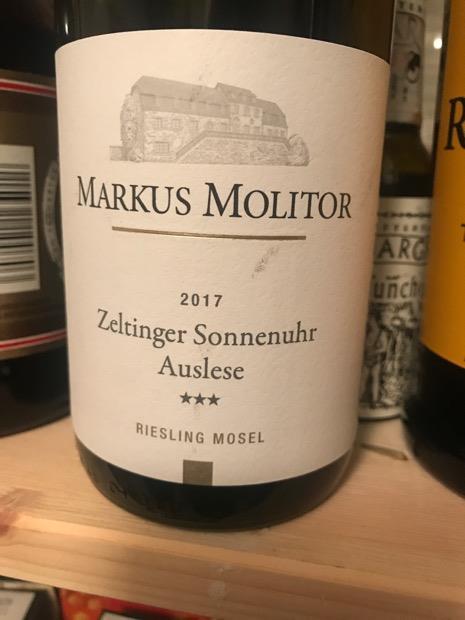 MARKUS MOLITOR
2017
Zeltinger Sonnenuhr
Auslese
★★★
RIESLING MOSEL
R